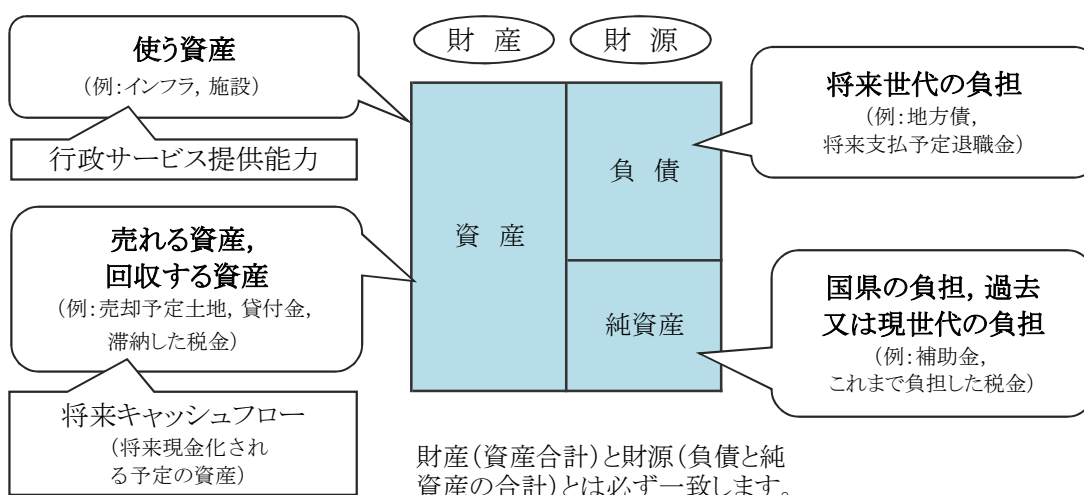 財 産
財 源
使う資産
（例：インフラ，施設）
行政サービス提供能力
売れる資産，
回収する資産
（例：売却予定土地，貸付金，
滞納した税金）
将来キャッシュフロー
（将来現金化され
る予定の資産）
資 産
負 債
純資産
将来世代の負担
（例：地方債，
将来支払予定退職金）
国県の負担，過去
又は現世代の負担
（例：補助金，
これまで負担した税金）
財産（資産合計）と財源（負債と純
資産の合計）とは必ず一致します。